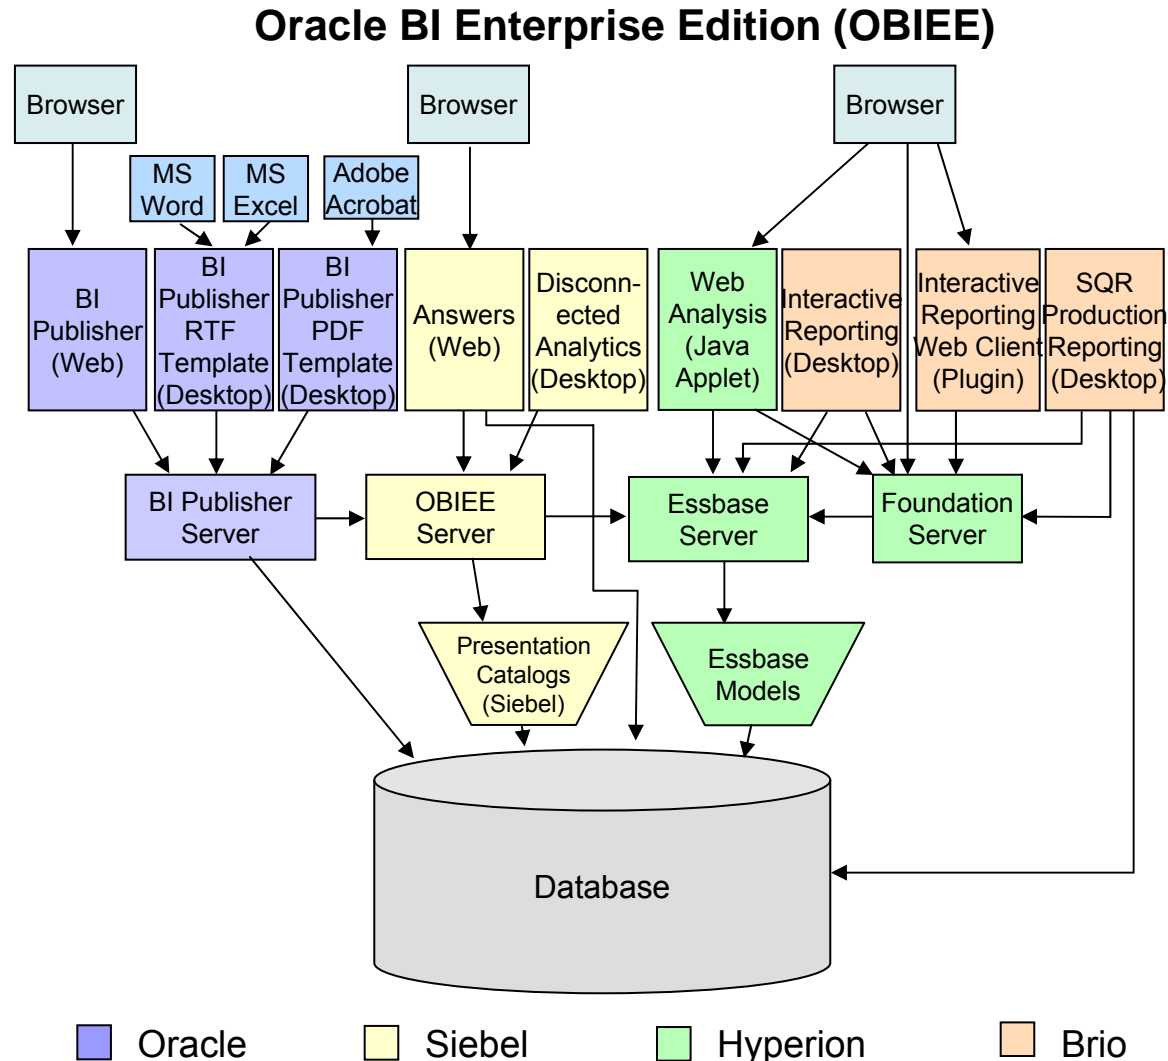 Oracle BI Enterprise Edition (OBIEE)
Browser
Browser
Browser
MS
Word
MS
Excel
Adobe
Acrobat
BI
Publisher
(Web)
BI
Publisher
RTF
Template
(Desktop)
BI
Publisher
PDF
Template
(Desktop)
Answers
(Web)
Disconn-
ected
Analytics
(Desktop)
Web
Analysis
(Java
Applet)
Interactive
Reporting
(Desktop)
Interactive
Reporting
Web Client
(Plugin)
SQR
Production
Reporting
(Desktop)
BI Publisher
Server
OBIEE
Server
Essbase
Server
Foundation
Server
Presentation
Catalogs
(Siebel)
Essbase
Models
Database
Oracle
Siebel
Hyperion
Brio